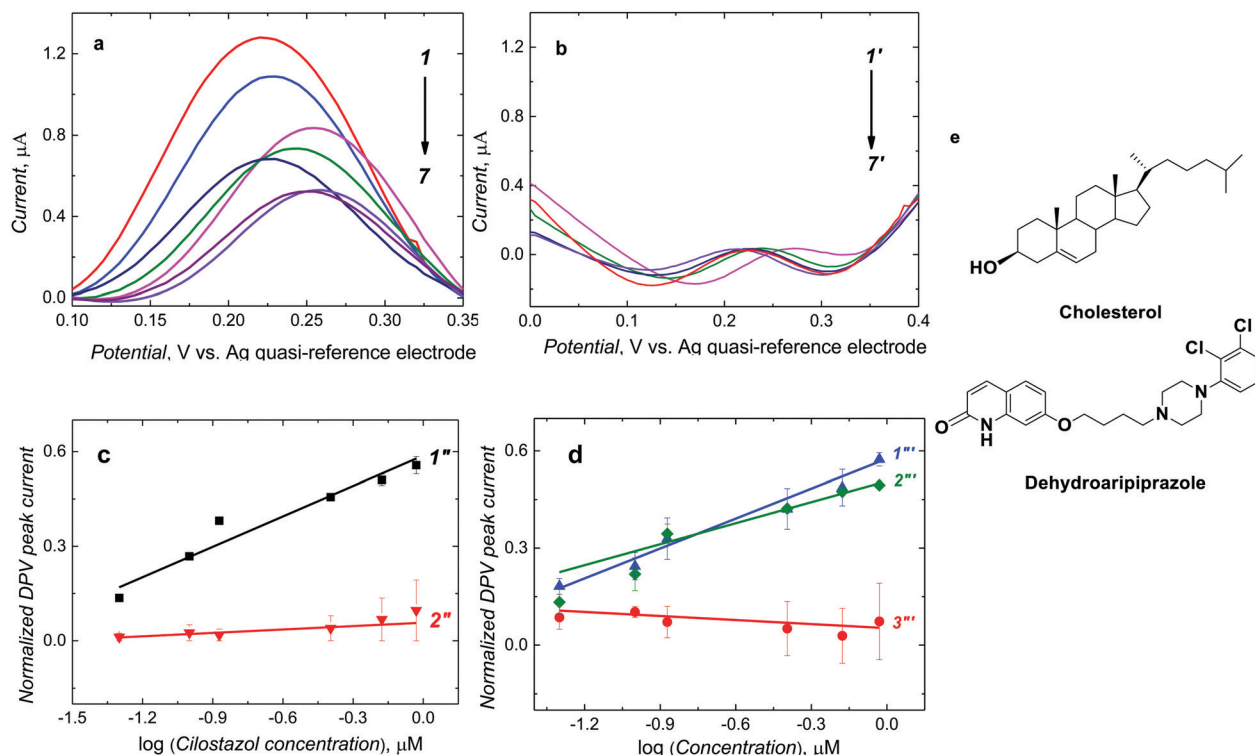 a
1
7
Current, μA
1.2
0.8
0.4
0.0
0.10
0.15
0.20
0.25
0.30
0.35
Potential, V vs. Ag quasi-reference electrode
b
1'
7'
Current, μA
1.2
0.8
0.4
0.0
0.0
0.1
0.2
0.3
0.4
Potential, V vs. Ag quasi-reference electrode
e
HO
Cholesterol
Cl
Cl
N
N
O
N
H
O
Dehydroaripiprazole
c
1"
2"
Normalized DPV peak current
0.6
0.3
0.0
-1.5
-1.2
-0.9
-0.6
-0.3
0.0
log (Cilostazol concentration), μM
d
1"'
2"'
3"'
Normalized DPV peak current
0.6
0.3
0.0
-1.2
-0.9
-0.6
-0.3
0.0
log (Concentration), μM